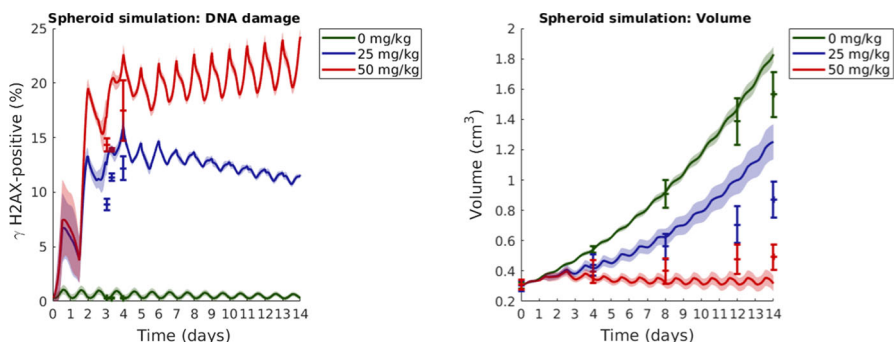 Spheroid simulation: DNA damage
25
20
15
10
5
0
γ H2AX-positive (%)
0 1 2 3 4 5 6 7 8 9 10 11 12 13 14
Time (days)
0 mg/kg
25 mg/kg
50 mg/kg
Spheroid simulation: Volume
2
1.8
1.6
1.4
1.2
1
0.8
0.6
0.4
0.2
Volume (cm³)
0 1 2 3 4 5 6 7 8 9 10 11 12 13 14
Time (days)
0 mg/kg
25 mg/kg
50 mg/kg